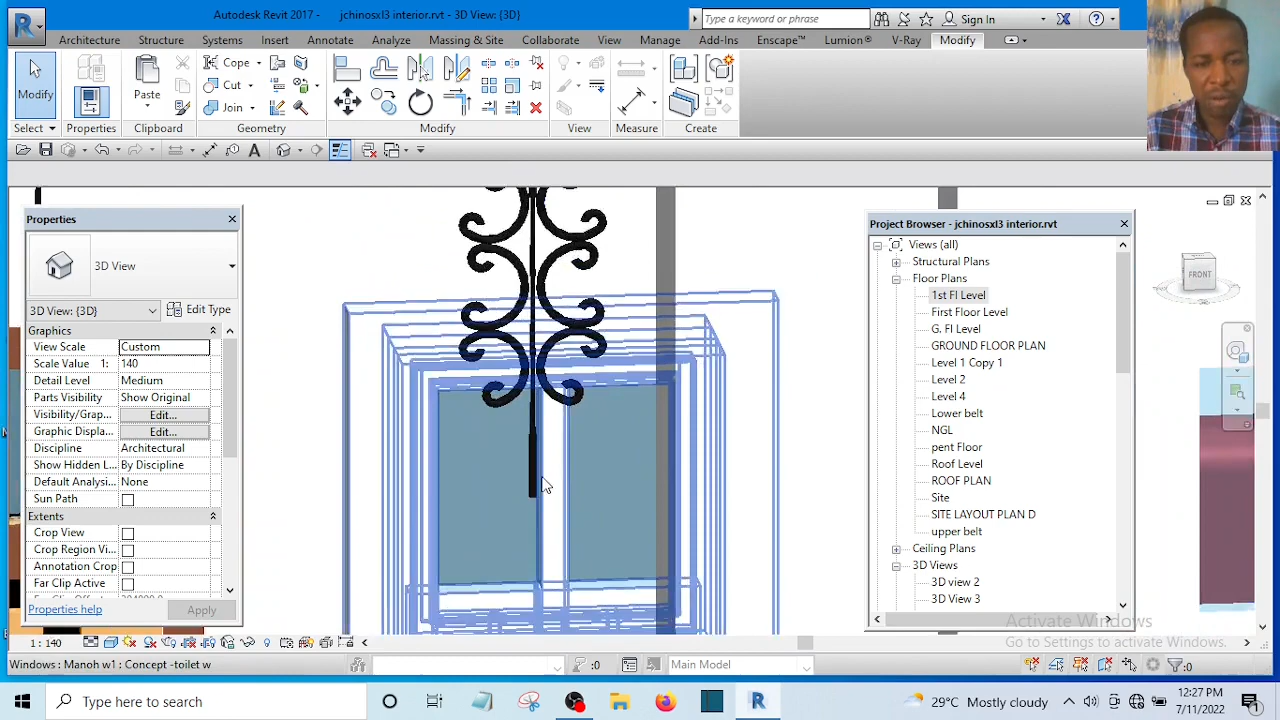 Autodesk Revit 2017 - jchinosxl3 interior.rvt - 3D View: {3D}
Type a keyword or phrase
Sign In
Architecture Structure Systems Insert Annotate Analyze Massing & Site Collaborate View Manage Add-Ins Enscape™ Lumion® V-Ray Modify
Modify
Paste
Cope
Cut
Join
Select Properties Clipboard Geometry Modify View Measure Create
Properties
3D View
3D View: {3D} Edit Type
Graphics
View Scale Custom
Scale Value 1: 140
Detail Level Medium
Parts Visibility Show Original
Visibility/Grap... Edit...
Graphic Displa... Edit...
Discipline Architectural
Show Hidden L... By Discipline
Default Analys... None
Sun Path
Extents
Crop View
Crop Region Vi...
Annotation Crop
Far Clip Active
Properties help Apply
Project Browser - jchinosxl3 interior.rvt
Views (all)
Structural Plans
Floor Plans
1st Fl Level
First Floor Level
G. Fl Level
GROUND FLOOR PLAN
Level 1 Copy 1
Level 2
Level 4
Lower belt
NGL
pent Floor
Roof Level
ROOF PLAN
Site
SITE LAYOUT PLAN D
upper belt
Ceiling Plans
3D Views
3D view 2
3D View 3
FRONT
Activate Windows
Go to Settings to activate Windows.
1 : 140
Windows : Manoh w1 : Concept -toilet w
:0
Main Model
:0
Type here to search
29°C Mostly cloudy
12:27 PM
7/11/2022